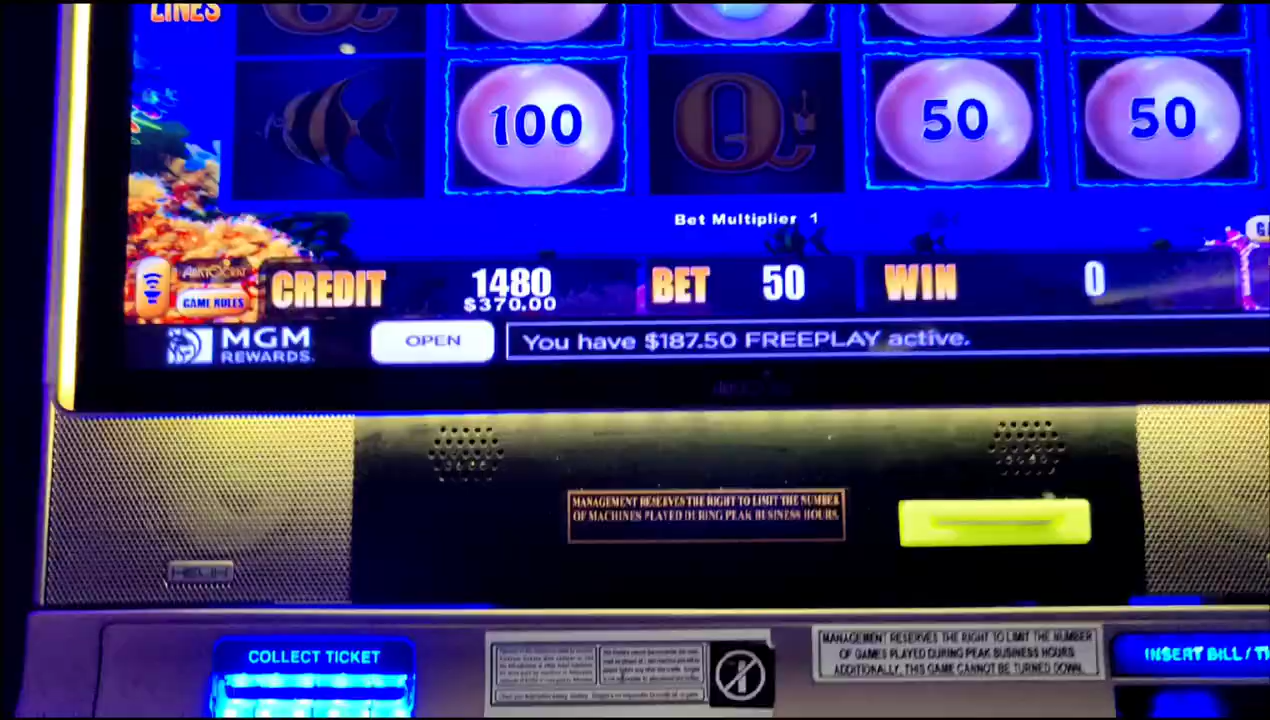 LINES
100
Q
50
50
Bet Multiplier 1
ARISTOCRAT
GAME RULES
CREDIT
1480
$370.00
BET
50
WIN
0
MGM
REWARDS
OPEN
You have $187.50 FREEPLAY active.
MANAGEMENT RESERVES THE RIGHT TO LIMIT THE NUMBER
OF MACHINES PLAYED DURING PEAK BUSINESS HOURS.
COLLECT TICKET
MANAGEMENT RESERVES THE RIGHT TO LIMIT THE NUMBER
OF GAMES PLAYED DURING PEAK BUSINESS HOURS
ADDITIONALLY, THIS GAME CANNOT BE TURNED DOWN.
INSERT BILL/TI